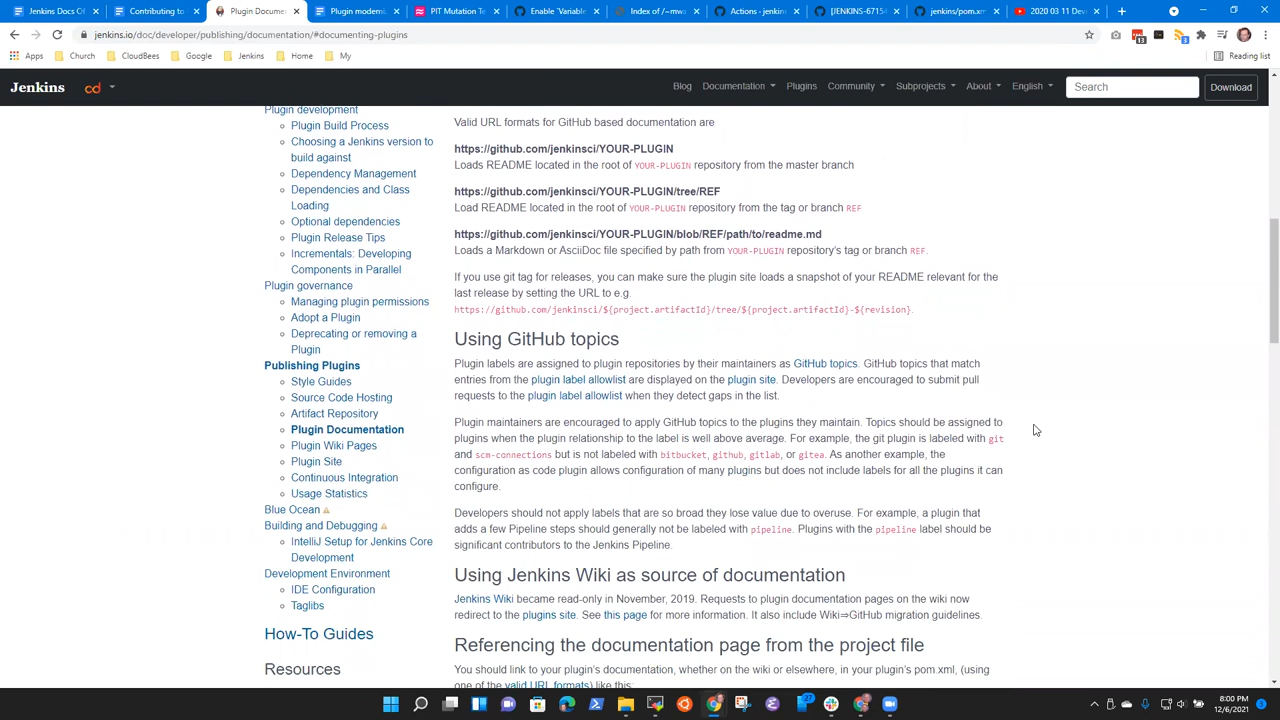 Jenkins Docs O
Contributing to
Plugin Docume
Plugin moderni
PIT Mutation Te
Enable `Variable
Index of /~mwa
Actions · jenkin
[JENKINS-67154
jenkins/pom.xm
2020 03 11 Dev
jenkins.io/doc/developer/publishing/documentation/#documenting-plugins
13
3
Apps
Church
CloudBees
Google
Jenkins
Home
My
Reading list
Jenkins
cd
Blog
Documentation
Plugins
Community
Subprojects
About
English
Search
Download
Plugin development
Plugin Build Process
Choosing a Jenkins version to
build against
Dependency Management
Dependencies and Class
Loading
Optional dependencies
Plugin Release Tips
Incrementals: Developing
Components in Parallel
Plugin governance
Managing plugin permissions
Adopt a Plugin
Deprecating or removing a
Plugin
Publishing Plugins
Style Guides
Source Code Hosting
Artifact Repository
Plugin Documentation
Plugin Wiki Pages
Plugin Site
Continuous Integration
Usage Statistics
Blue Ocean
Building and Debugging
IntelliJ Setup for Jenkins Core
Development
Development Environment
IDE Configuration
Taglibs
How-To Guides
Resources
Valid URL formats for GitHub based documentation are
https://github.com/jenkinsci/YOUR-PLUGIN
Loads README located in the root of YOUR-PLUGIN repository from the master branch
https://github.com/jenkinsci/YOUR-PLUGIN/tree/REF
Load README located in the root of YOUR-PLUGIN repository from the tag or branch REF
https://github.com/jenkinsci/YOUR-PLUGIN/blob/REF/path/to/readme.md
Loads a Markdown or AsciiDoc file specified by path from YOUR-PLUGIN repository's tag or branch REF.
If you use git tag for releases, you can make sure the plugin site loads a snapshot of your README relevant for the
last release by setting the URL to e.g.
https://github.com/jenkinsci/${project.artifactId}/tree/${project.artifactId}-${revision}.
Using GitHub topics
Plugin labels are assigned to plugin repositories by their maintainers as GitHub topics. GitHub topics that match
entries from the plugin label allowlist are displayed on the plugin site. Developers are encouraged to submit pull
requests to the plugin label allowlist when they detect gaps in the list.
Plugin maintainers are encouraged to apply GitHub topics to the plugins they maintain. Topics should be assigned to
plugins when the plugin relationship to the label is well above average. For example, the git plugin is labeled with git
and scm-connections but is not labeled with bitbucket, github, gitlab, or gitea. As another example, the
configuration as code plugin allows configuration of many plugins but does not include labels for all the plugins it can
configure.
Developers should not apply labels that are so broad they lose value due to overuse. For example, a plugin that
adds a few Pipeline steps should generally not be labeled with pipeline. Plugins with the pipeline label should be
significant contributors to the Jenkins Pipeline.
Using Jenkins Wiki as source of documentation
Jenkins Wiki became read-only in November, 2019. Requests to plugin documentation pages on the wiki now
redirect to the plugins site. See this page for more information. It also include Wiki⇒GitHub migration guidelines.
Referencing the documentation page from the project file
You should link to your plugin's documentation, whether on the wiki or elsewhere, in your plugin's pom.xml, (using
one of the valid URL formats) like this:
27
8:00 PM
12/6/2021